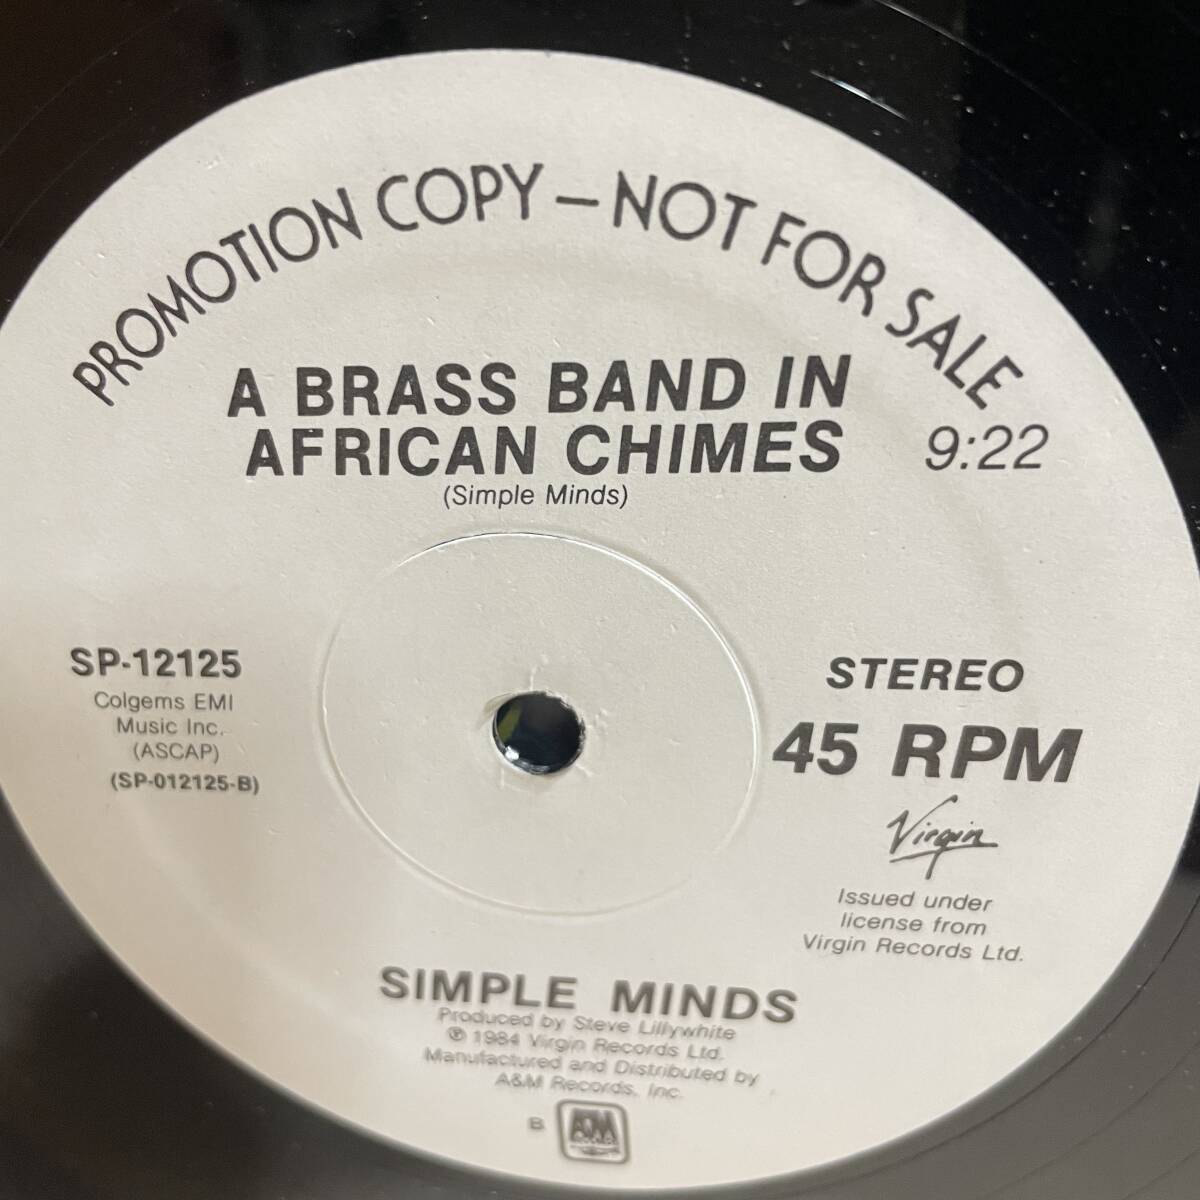 PROMOTION COPY – NOT FOR SALE
A BRASS BAND IN
AFRICAN CHIMES 9:22
(Simple Minds)
SP-12125
Colgems EMI
Music Inc.
(ASCAP)
(SP-012125-B)
STEREO
45 RPM
Virgin
Issued under
license from
Virgin Records Ltd.
SIMPLE MINDS
Produced by Steve Lillywhite
℗ 1984 Virgin Records Ltd.
Manufactured and Distributed by
A&M Records, Inc.
B
A&M